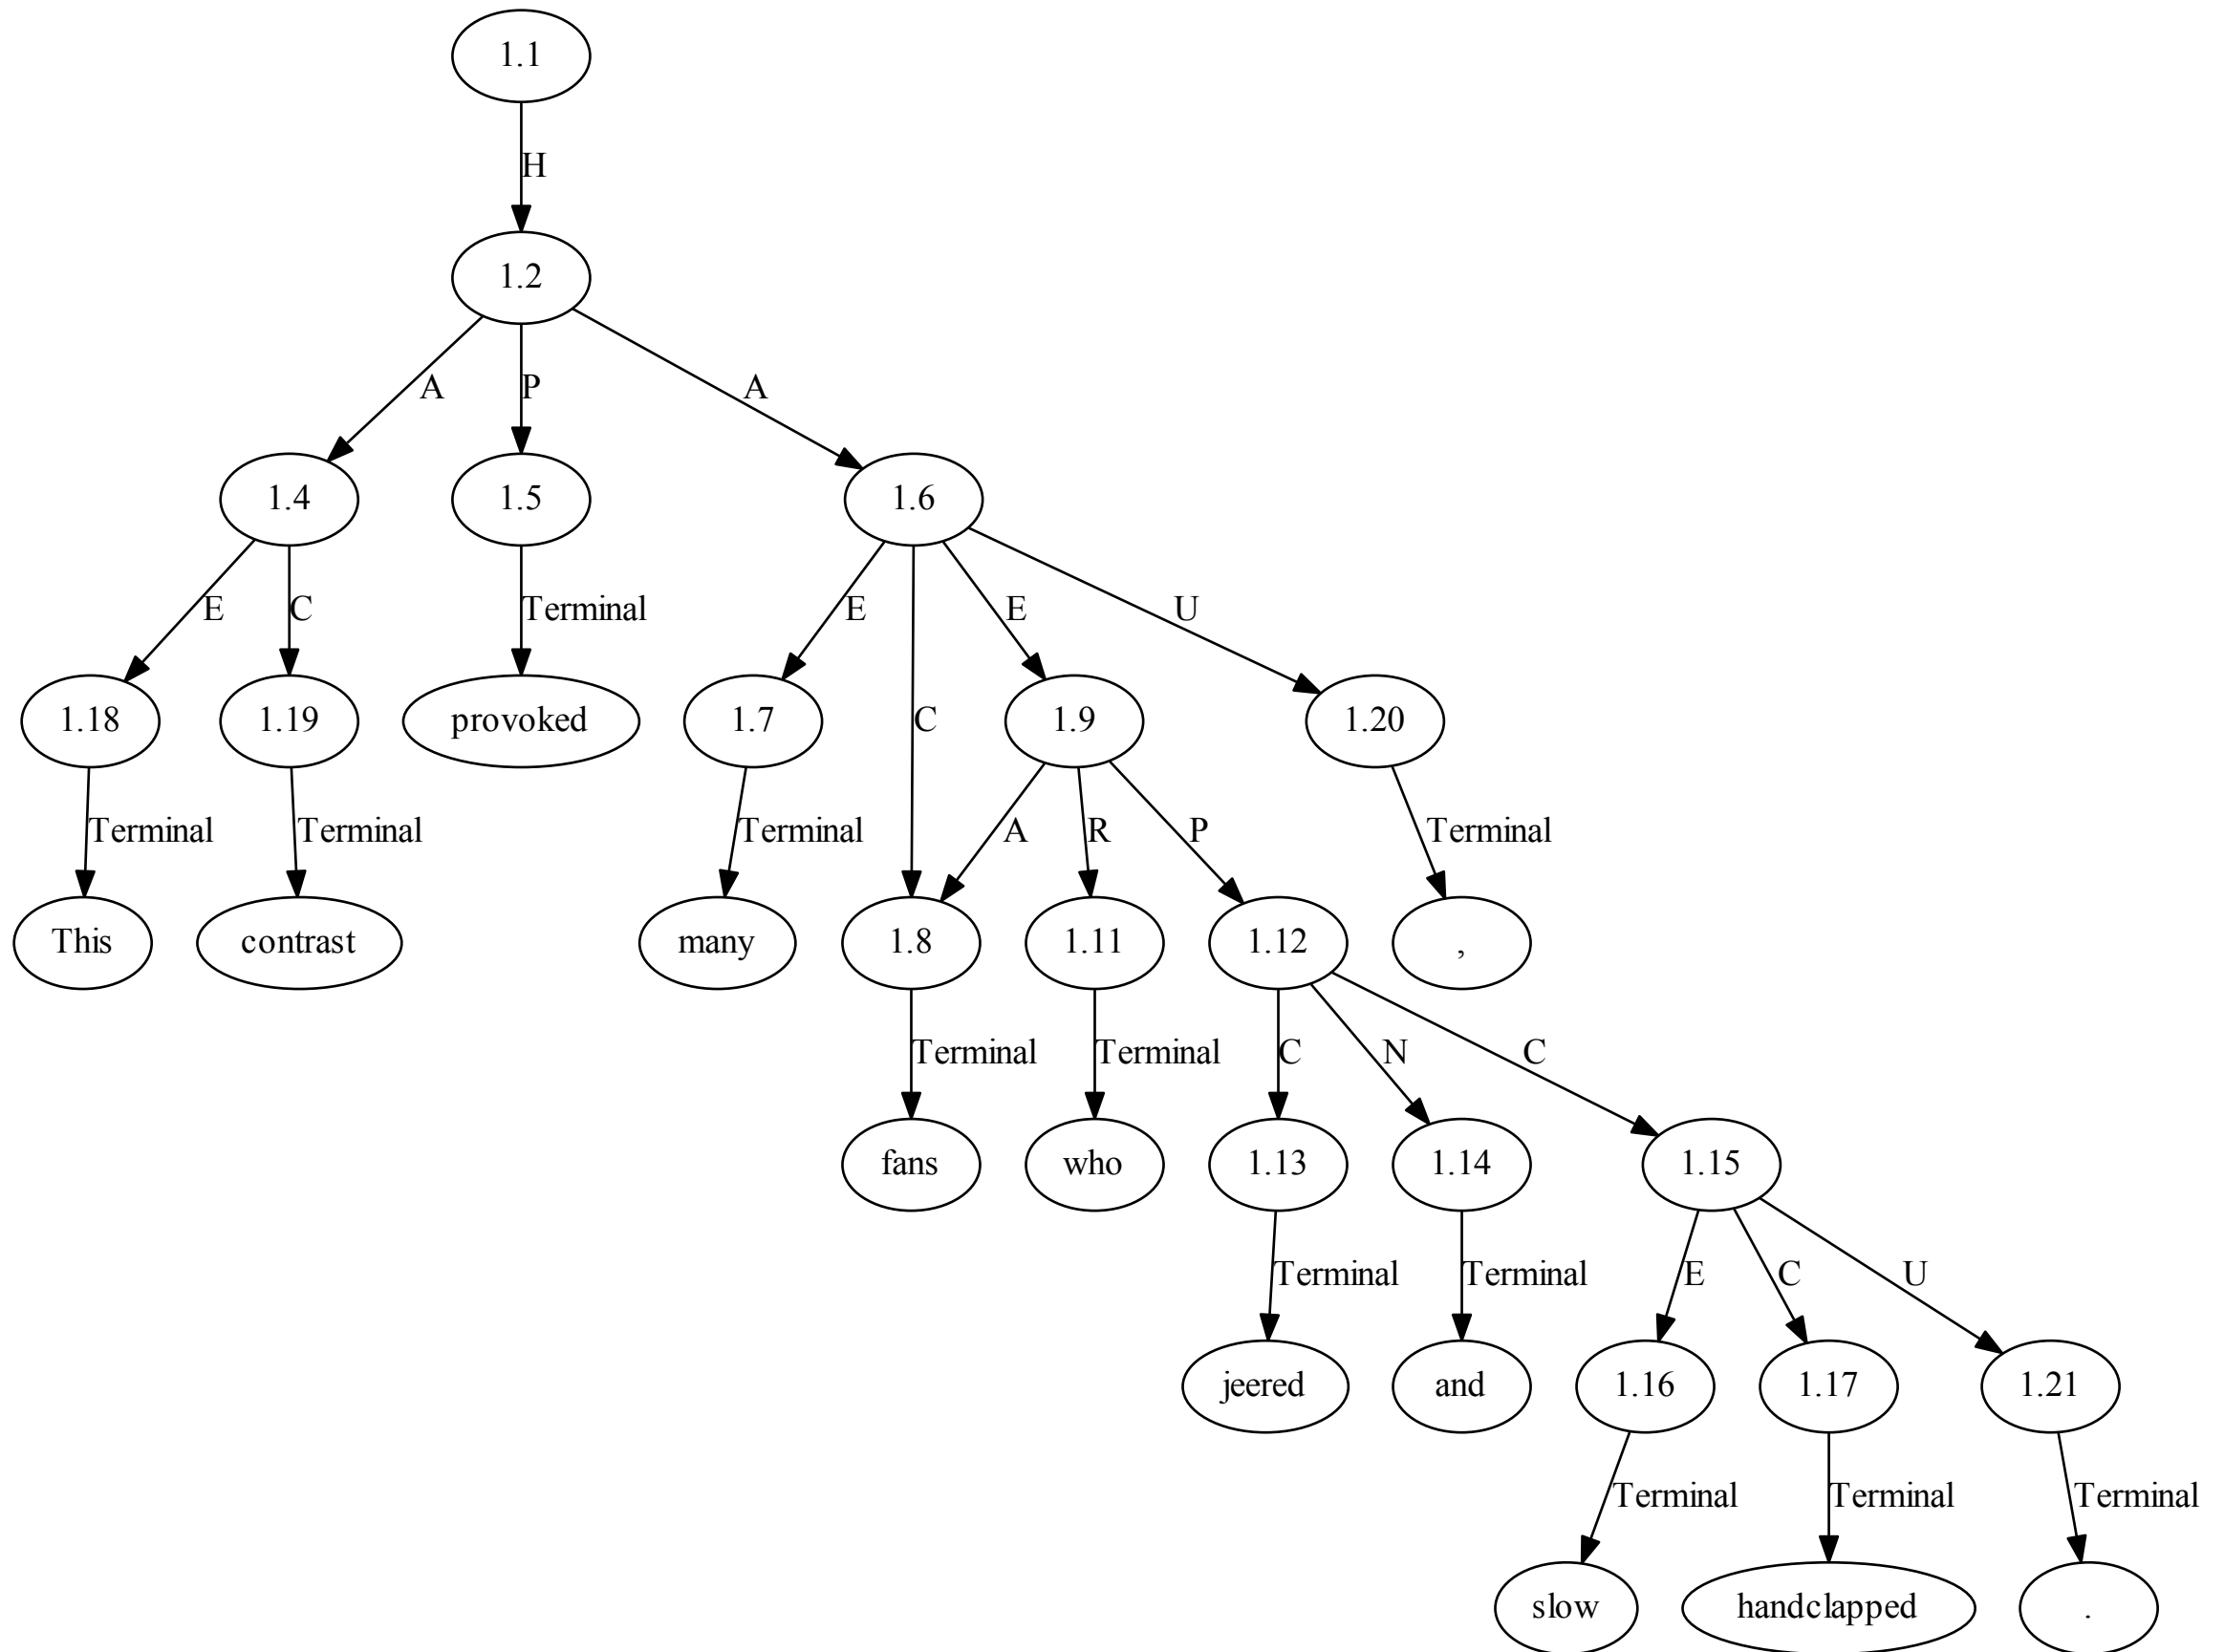 1.1
H
1.2
A P A
1.4 1.5 1.6
E C Terminal E C E U
1.18 1.19 provoked 1.7 1.9 1.20
Terminal Terminal Terminal A R P Terminal
This contrast many 1.8 1.11 1.12 ,
Terminal Terminal C N C
fans who 1.13 1.14 1.15
Terminal Terminal E C U
jeered and 1.16 1.17 1.21
Terminal Terminal Terminal
slow handclapped .